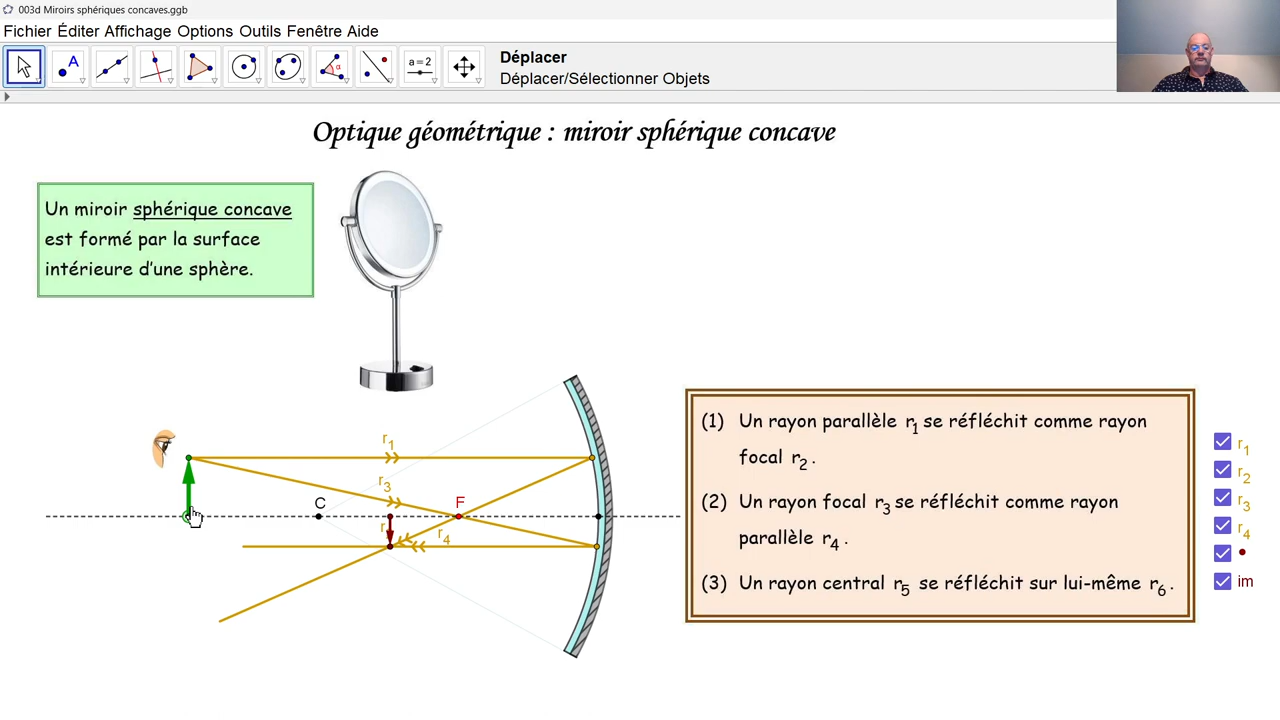 003d Miroirs sphériques concaves.ggb
Fichier Éditer Affichage Options Outils Fenêtre Aide
A
α
a=2
Déplacer
Déplacer/Sélectionner Objets
Optique géométrique : miroir sphérique concave
Un miroir sphérique concave
est formé par la surface
intérieure d'une sphère.
r1
r3
C
F
r
r4
(1) Un rayon parallèle r1 se réfléchit comme rayon
focal r2 .
(2) Un rayon focal r3 se réfléchit comme rayon
parallèle r4 .
(3) Un rayon central r5 se réfléchit sur lui-même r6 .
r1
r2
r3
r4
im